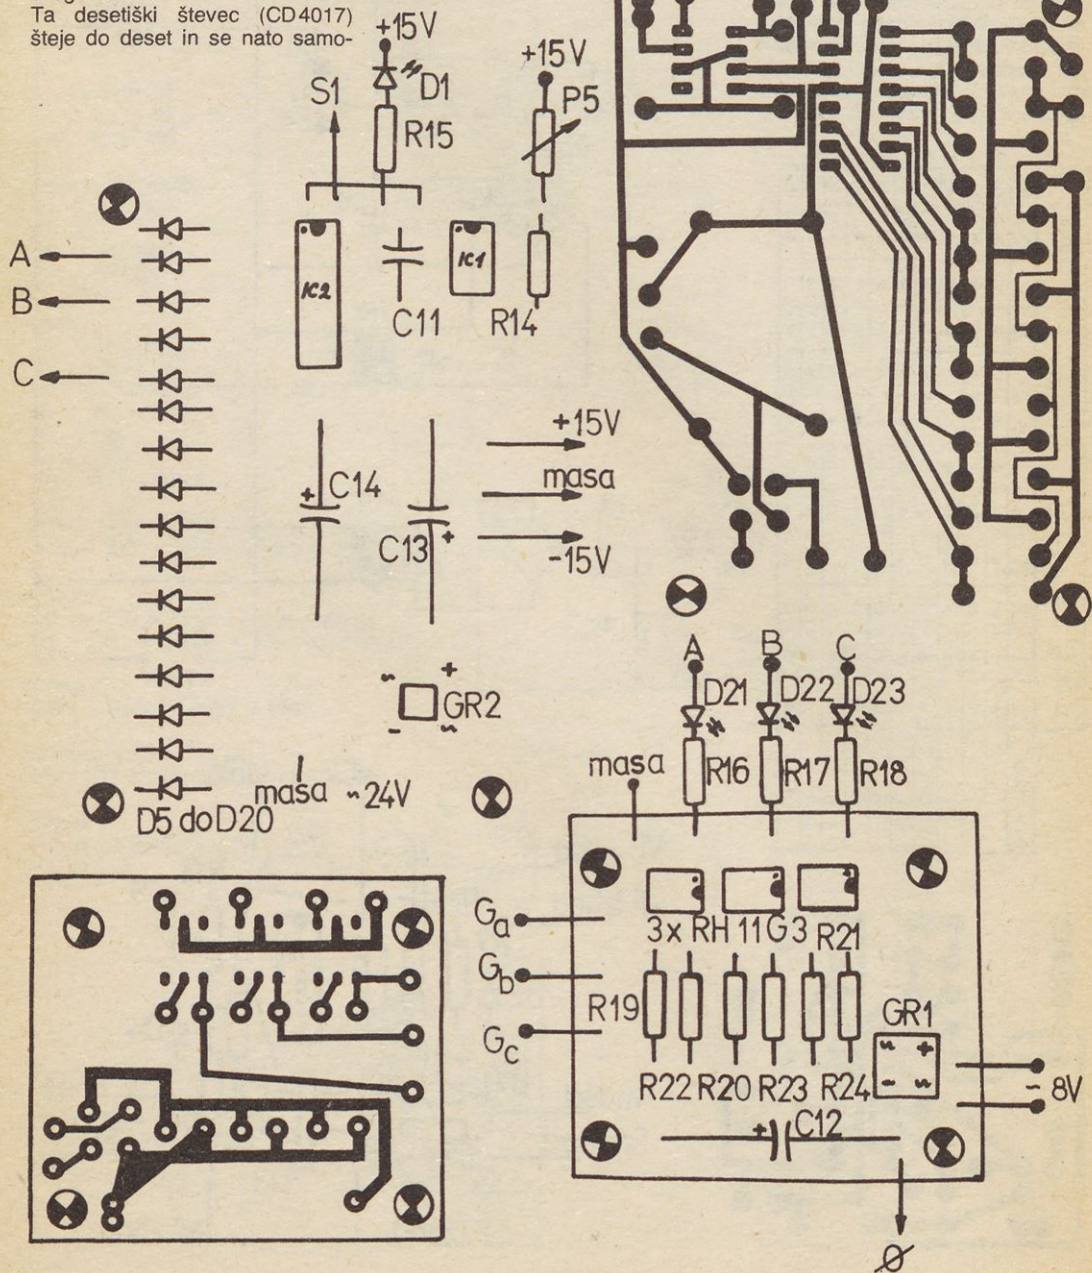 Ta desetiški števec (CD4017)
šteje do deset in se nato samo-
+15V
D1
S1
R15
+15V
P5
A
B
C
IC2
C11
IC1
R14
+15V
masa
-15V
+ C14
C13 +
~ +
GR2
- ~
masa ~24V
D5 do D20
A B C
D21 D22 D23
masa R16 R17 R18
Ga
Gb
Gc
3x RH 11G3 R21
R19
GR1
~ +
- ~
R22 R20 R23 R24
~ 8V
+ C12
Ø